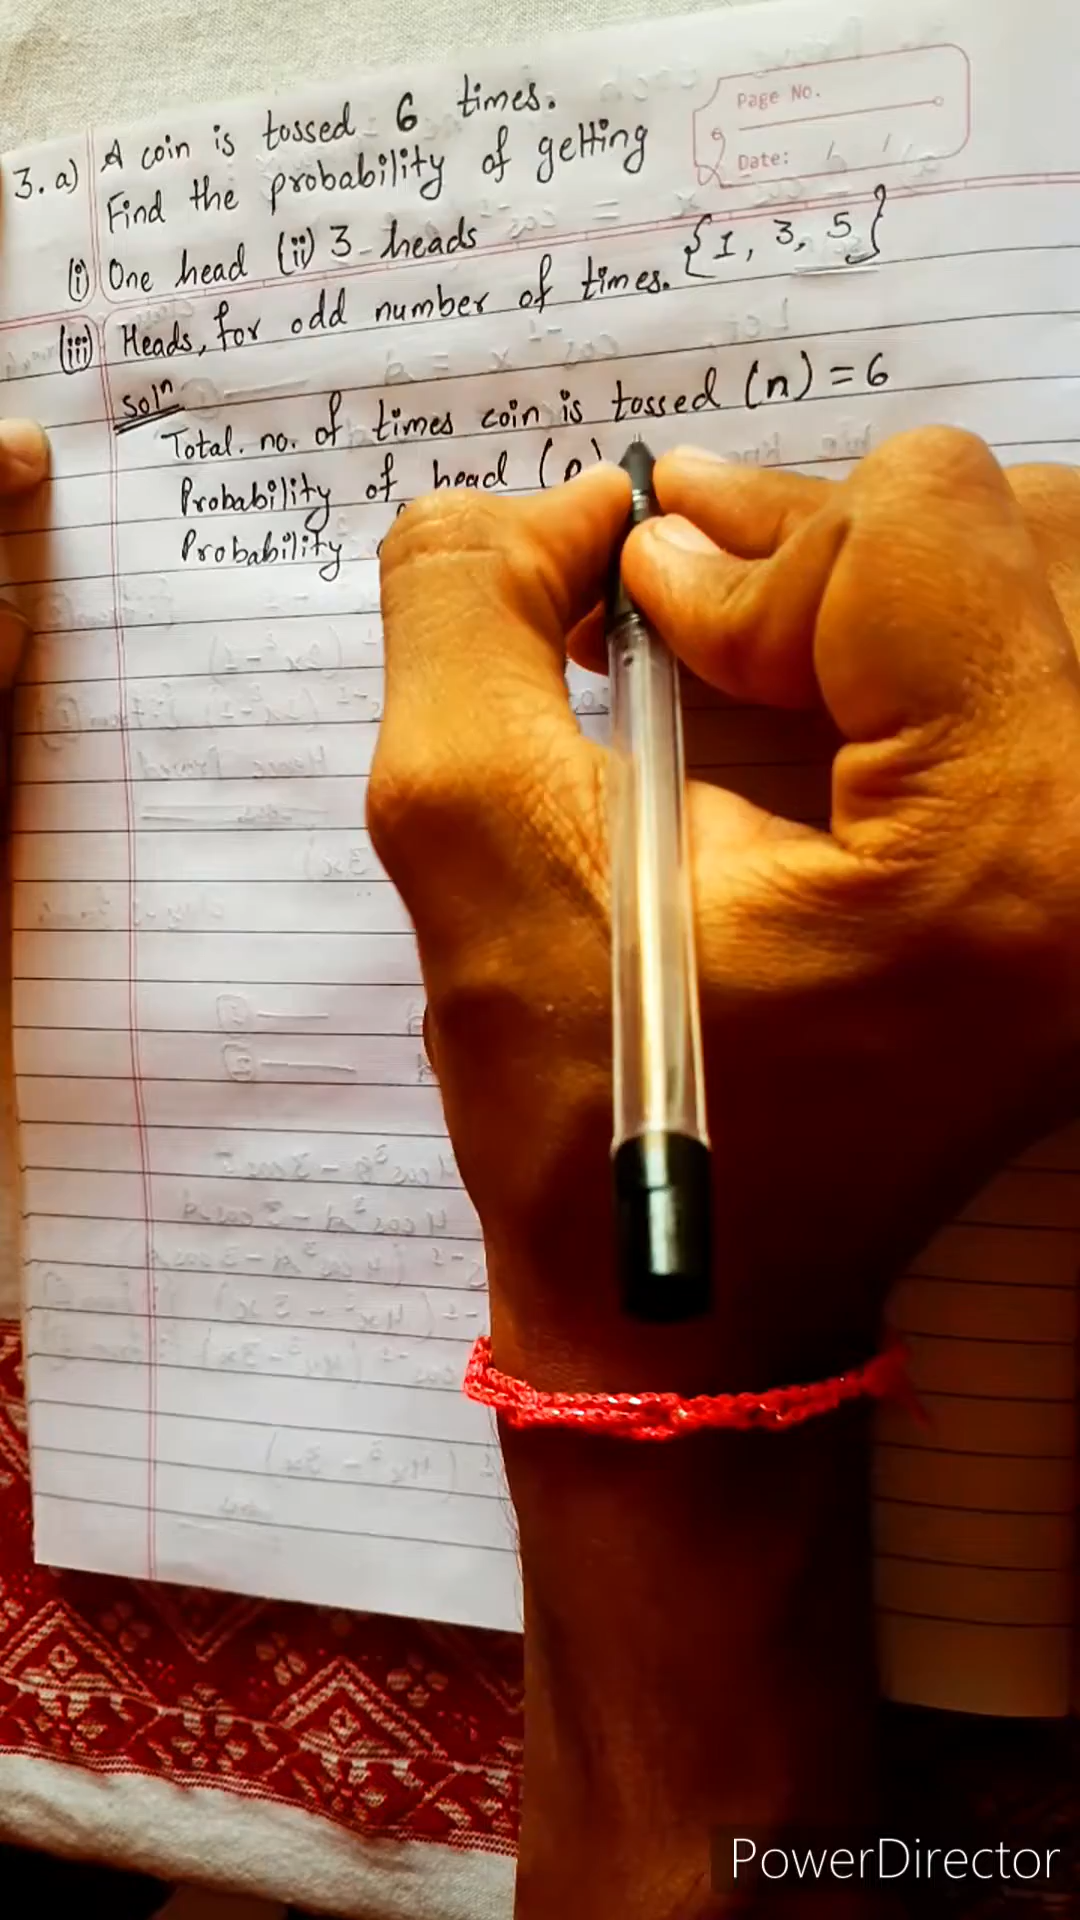 3. a) A coin is tossed 6 times.
Find the probability of getting
(i) One head (ii) 3 heads
(iii) Heads, for odd number of times. {1, 3, 5}
Page No.
Date:
Solⁿ
Total. no. of times coin is tossed (n) = 6
Probability of head (p)
Probability
PowerDirector